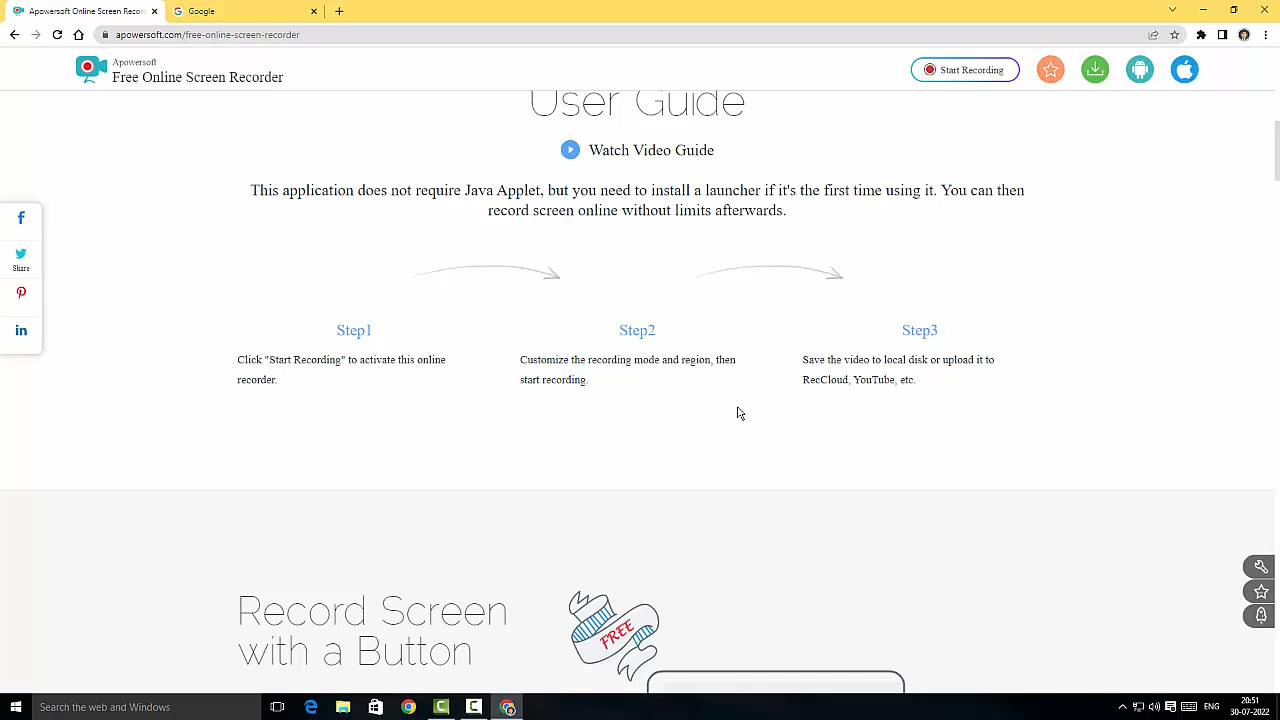 Apowersoft Online Screen Recor
Google
apowersoft.com/free-online-screen-recorder
Apowersoft
Free Online Screen Recorder
Start Recording
User Guide
Watch Video Guide
This application does not require Java Applet, but you need to install a launcher if it's the first time using it. You can then
record screen online without limits afterwards.
Share
Step1
Click "Start Recording" to activate this online
recorder.
Step2
Customize the recording mode and region, then
start recording.
Step3
Save the video to local disk or upload it to
RecCloud, YouTube, etc.
Record Screen
with a Button
FREE
Search the web and Windows
ENG
20:51
30-07-2022